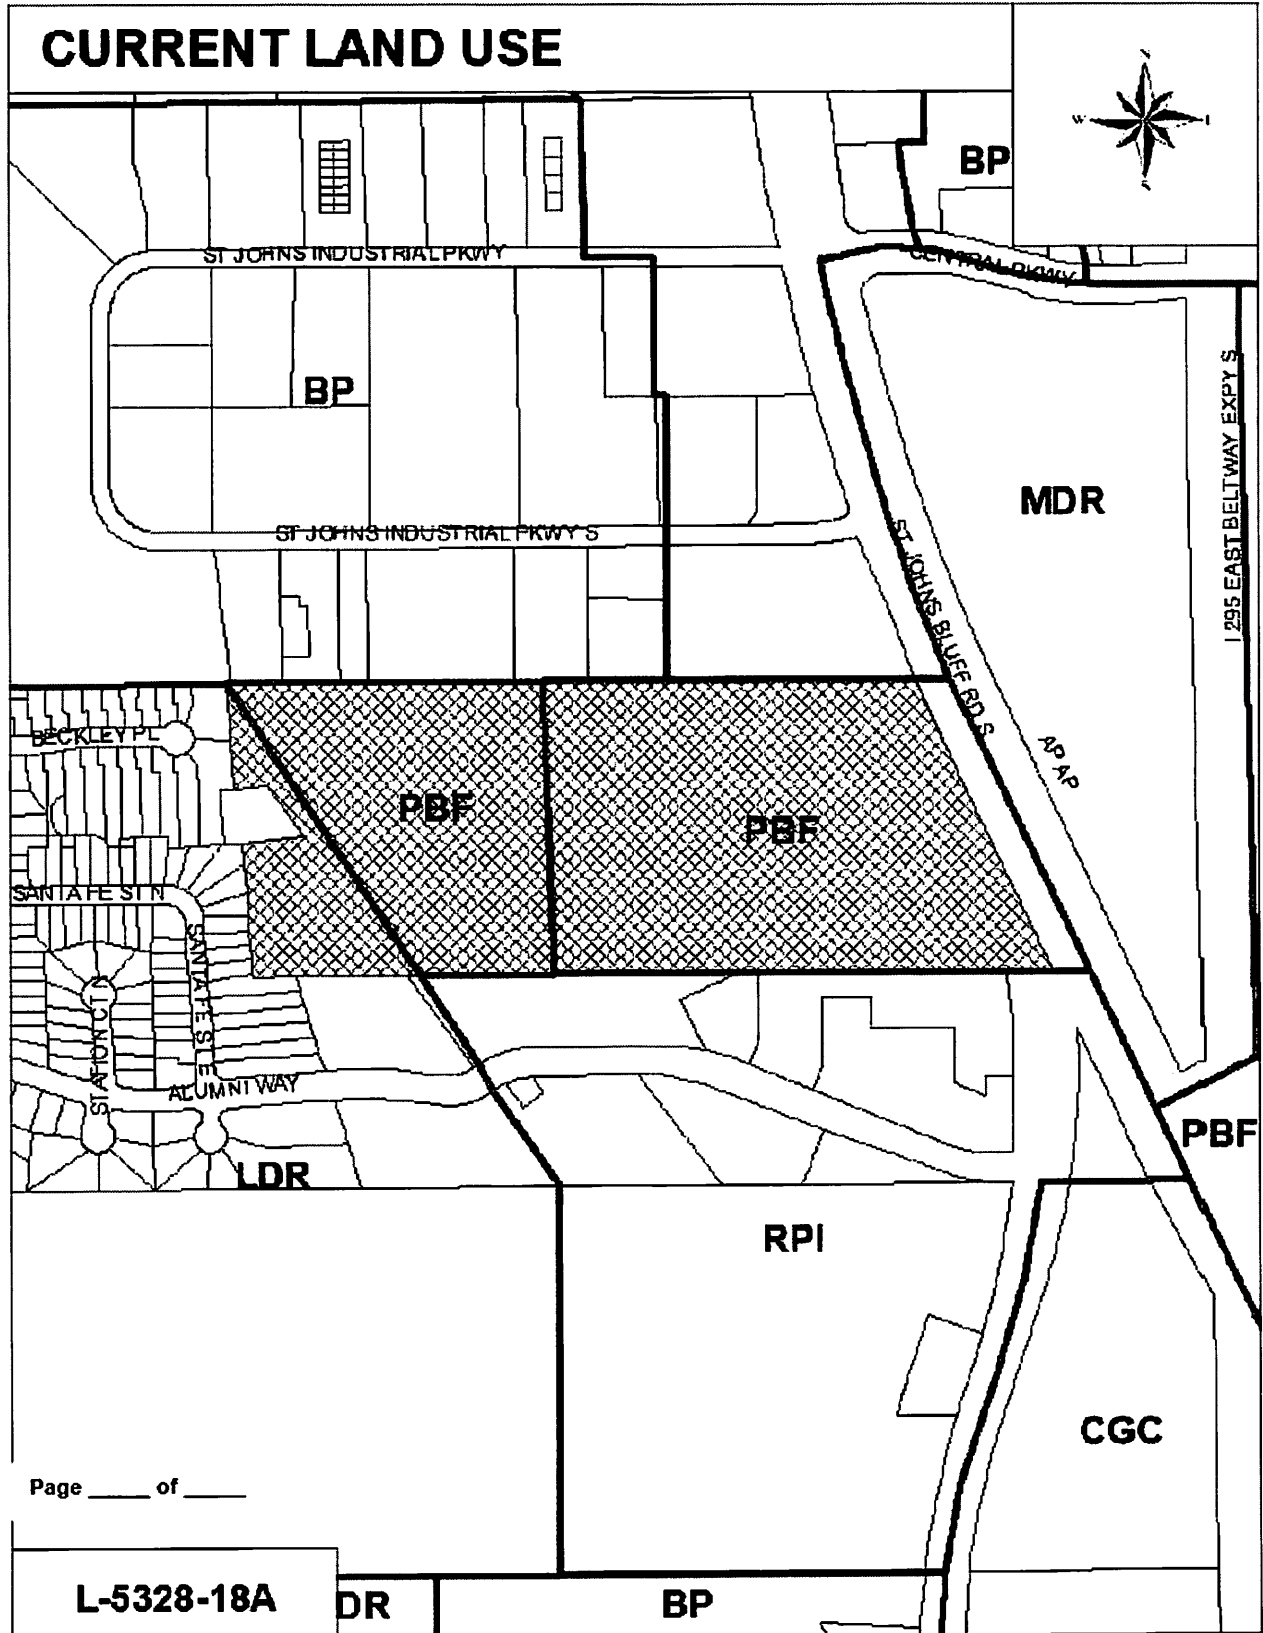 CURRENT LAND USE
N
W
S
BP
ST JOHNS INDUSTRIAL PKWY
CENTRAL PKWY
BP
I 295 EAST BELTWAY EXPY S
MDR
ST JOHNS INDUSTRIAL PKWY S
ST JOHNS BLUFF RD S
BECKLEY PL
AP AP
PBF
PBF
SANTA FE ST N
SANTA FE ST E
STATION CT N
ALUMNI WAY
PBF
LDR
RPI
CGC
Page _____ of _____
L-5328-18A
DR
BP